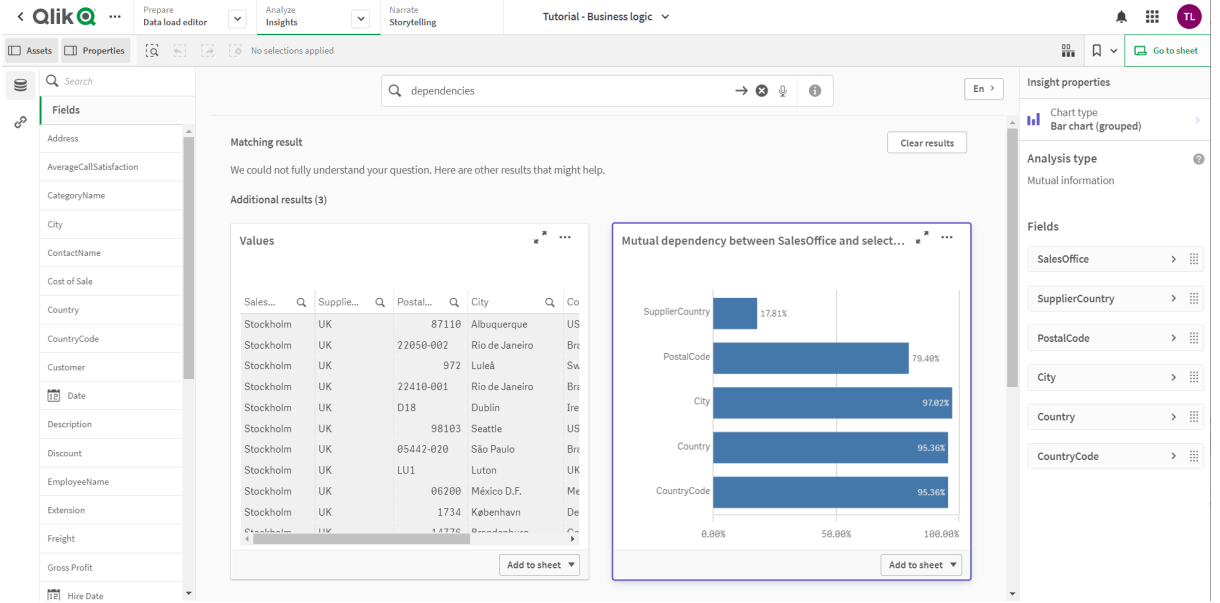 Qlik
Prepare
Data load editor
Analyze
Insights
Narrate
Storytelling
Tutorial - Business logic
TL
Assets
Properties
No selections applied
Go to sheet
Search
Fields
Address
AverageCallSatisfaction
CategoryName
City
ContactName
Cost of Sale
Country
CountryCode
Customer
Date
Description
Discount
EmployeeName
Extension
Freight
Gross Profit
Hire Date
dependencies
En
Matching result
Clear results
We could not fully understand your question. Here are other results that might help.
Additional results (3)
Values
Sales... Supplie... Postal... City Co
Stockholm UK 87110 Albuquerque US
Stockholm UK 22050-002 Rio de Janeiro Bra
Stockholm UK 972 Luleå Sw
Stockholm UK 22410-001 Rio de Janeiro Bra
Stockholm UK D18 Dublin Ire
Stockholm UK 98103 Seattle US
Stockholm UK 05442-020 São Paulo Bra
Stockholm UK LU1 Luton UK
Stockholm UK 06200 México D.F. Me
Stockholm UK 1734 København De
Stockholm UK 14776 Brandenburg
Add to sheet
Mutual dependency between SalesOffice and select...
SupplierCountry 17.81%
PostalCode 79.40%
City 97.02%
Country 95.36%
CountryCode 95.36%
0.00% 50.00% 100.00%
Add to sheet
Insight properties
Chart type
Bar chart (grouped)
Analysis type
Mutual information
Fields
SalesOffice
SupplierCountry
PostalCode
City
Country
CountryCode